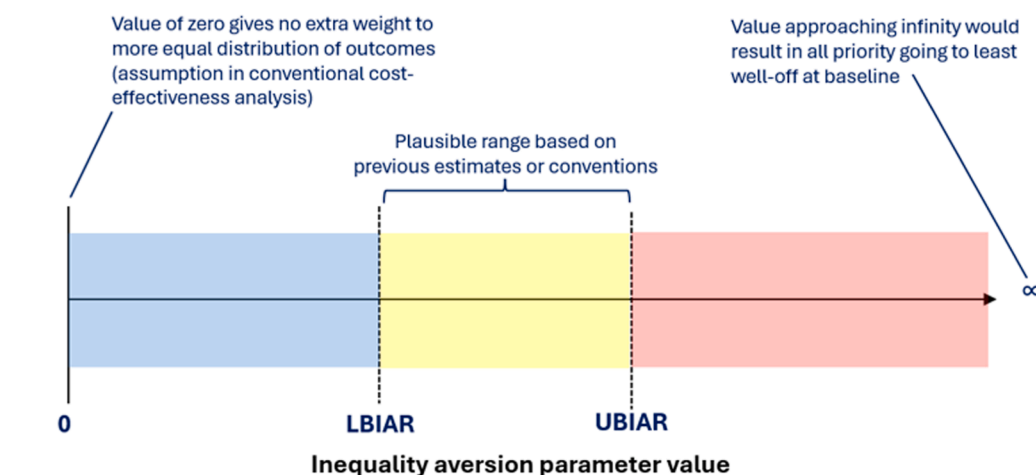 Value of zero gives no extra weight to
more equal distribution of outcomes
(assumption in conventional cost-
effectiveness analysis)
Value approaching infinity would
result in all priority going to least
well-off at baseline
Plausible range based on
previous estimates or conventions
∞
0
LBIAR
UBIAR
Inequality aversion parameter value